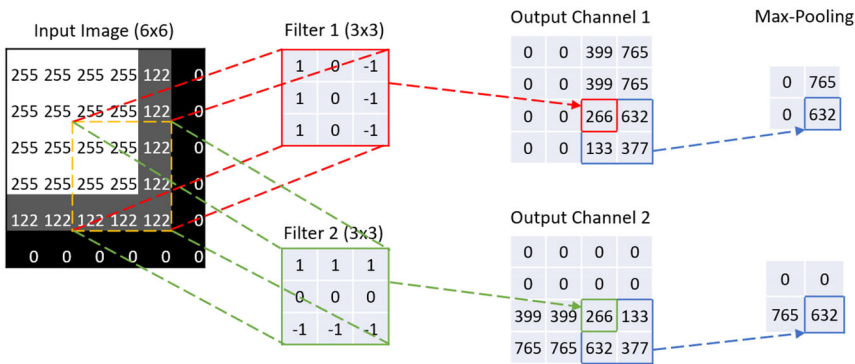 Input Image (6x6)
255 255 255 255 122 0
255 255 255 255 122 0
255 255 255 255 122 0
255 255 255 255 122 0
122 122 122 122 122 0
0 0 0 0 0 0
Filter 1 (3x3)
1 0 -1
1 0 -1
1 0 -1
Filter 2 (3x3)
1 1 1
0 0 0
-1 -1 -1
Output Channel 1
0 0 399 765
0 0 399 765
0 0 266 632
0 0 133 377
Output Channel 2
0 0 0 0
0 0 0 0
399 399 266 133
765 765 632 377
Max-Pooling
0 765
0 632
0 0
765 632